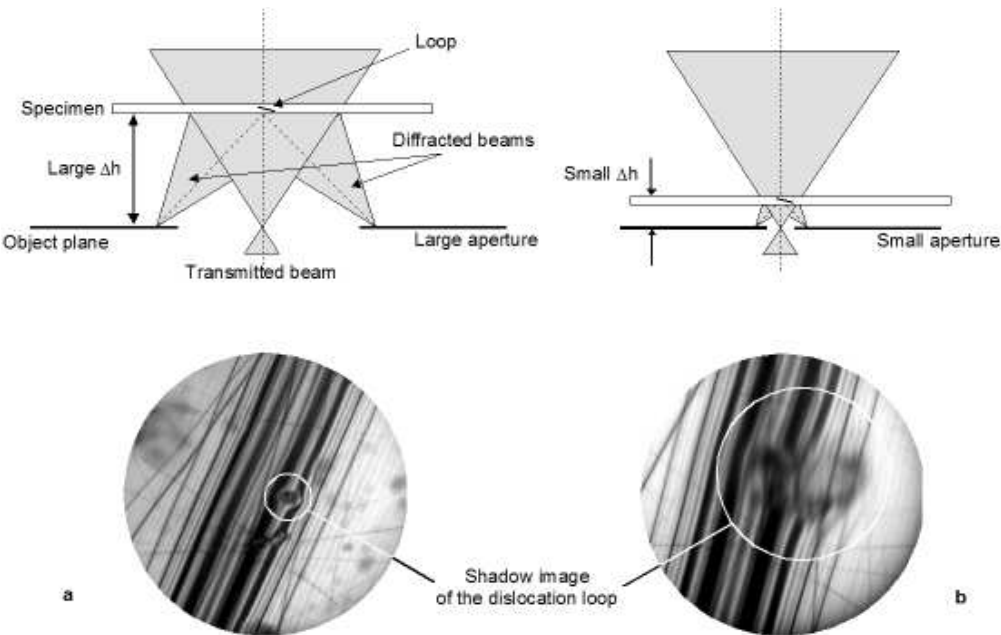 Loop
Specimen
Diffracted beams
Large Δh
Small Δh
Object plane
Large aperture
Small aperture
Transmitted beam
Shadow image
of the dislocation loop
a
b